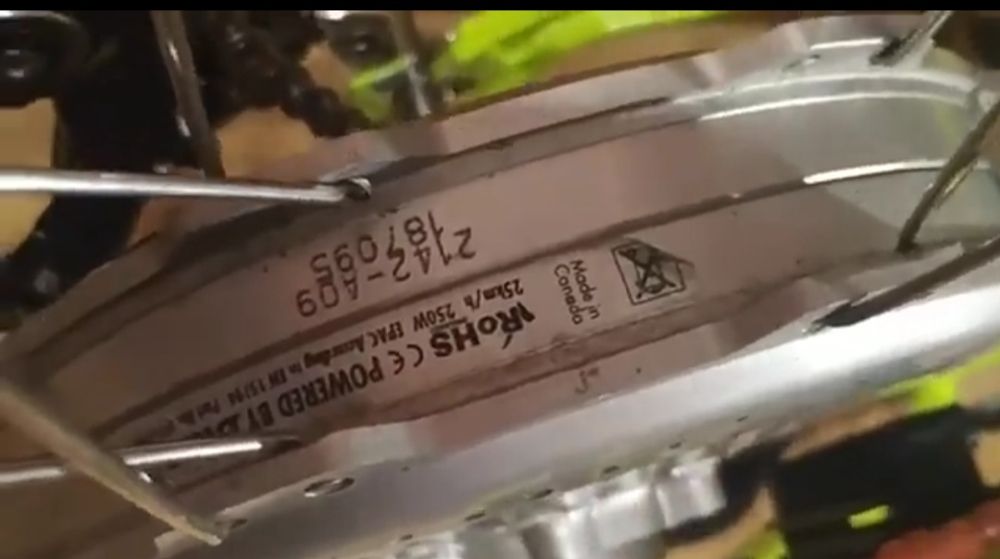 Made in
Canada
RoHS CE POWERED BY
25km/h 250W EPAC According to EN 15194
2142-A09
187095